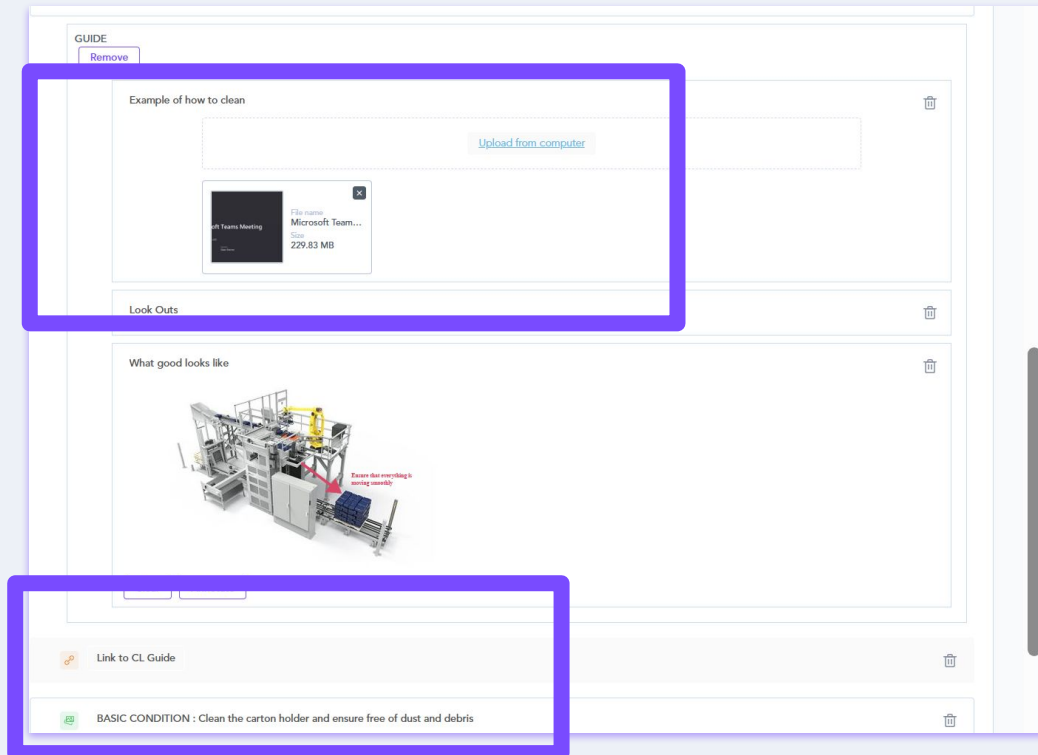 GUIDE
Remove
Example of how to clean
Upload from computer
oft Teams Meeting
File name
Microsoft Team...
Size
229.83 MB
Look Outs
What good looks like
Ensure that everything is
moving smoothly
Link to CL Guide
BASIC CONDITION : Clean the carton holder and ensure free of dust and debris